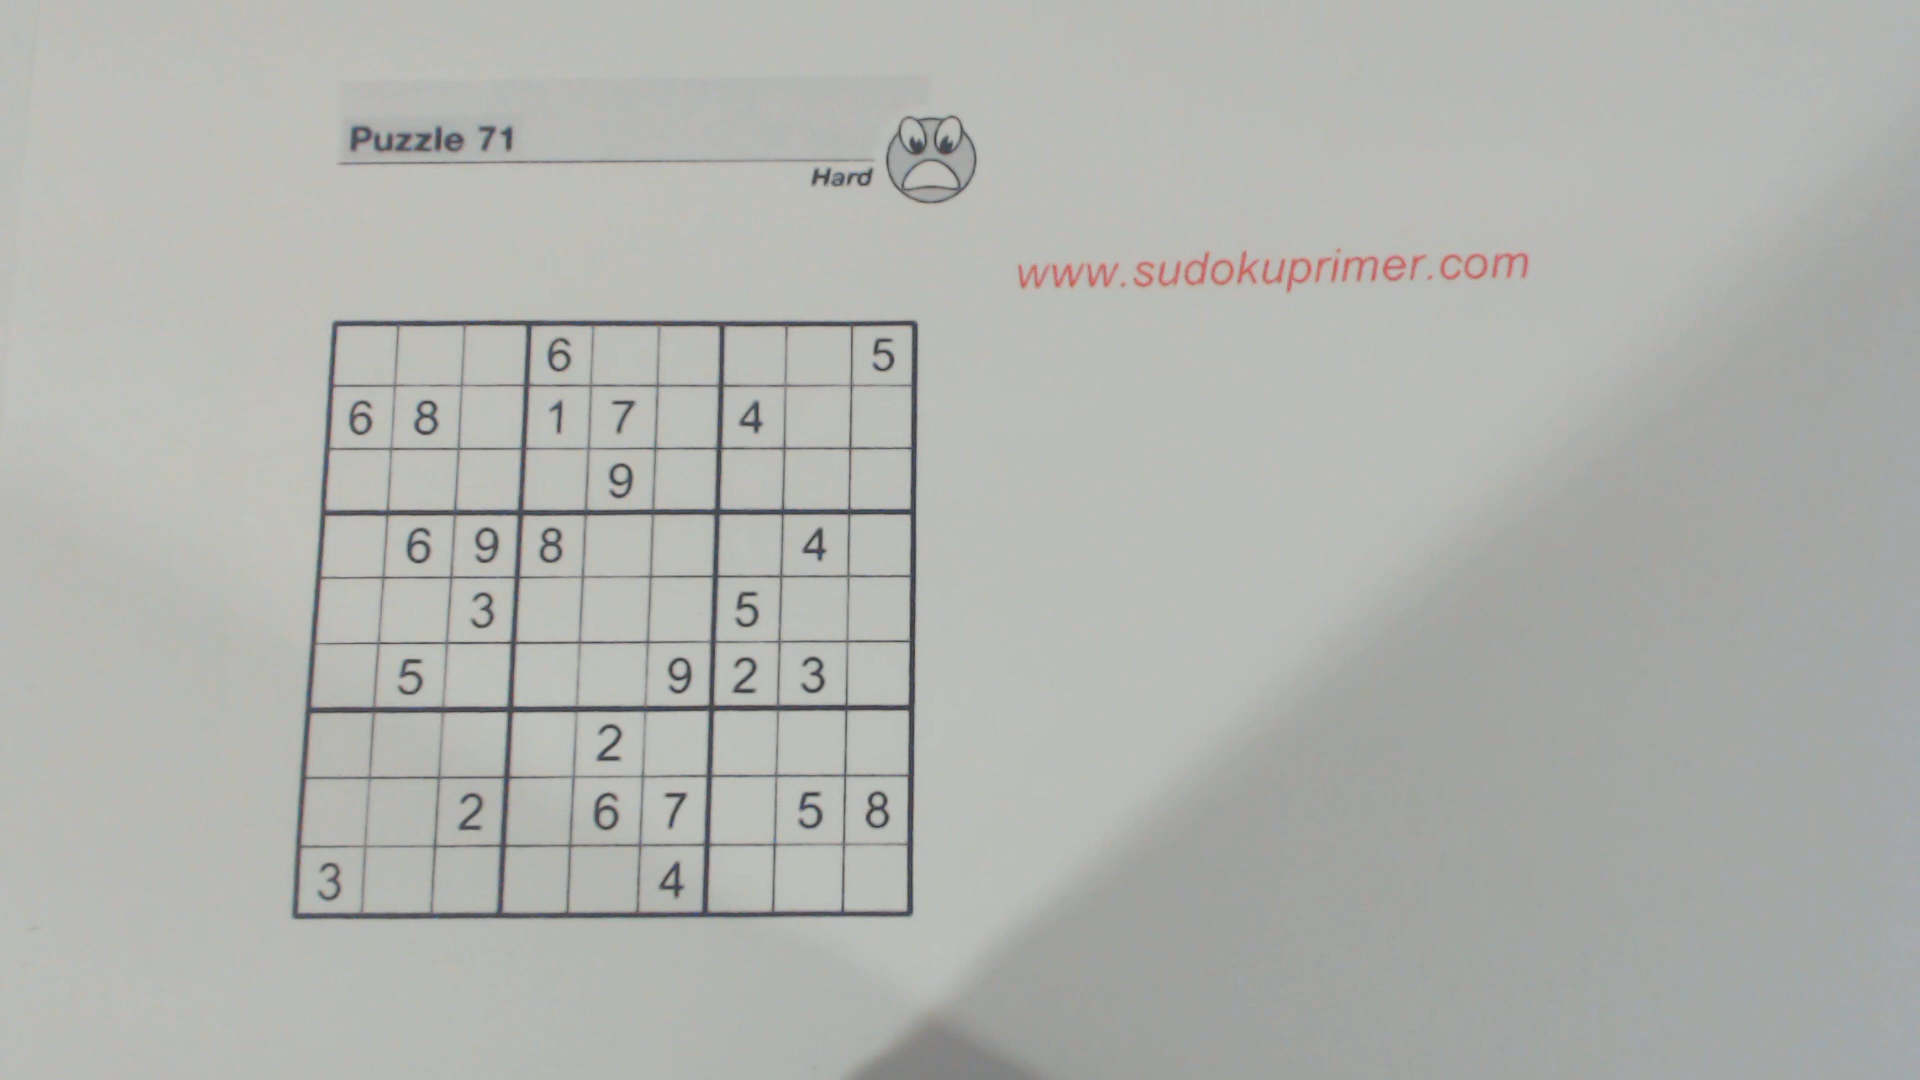 Puzzle 71
Hard
www.sudokuprimer.com
6 5
6 8 1 7 4
9
6 9 8 4
3 5
5 9 2 3
2
2 6 7 5 8
3 4